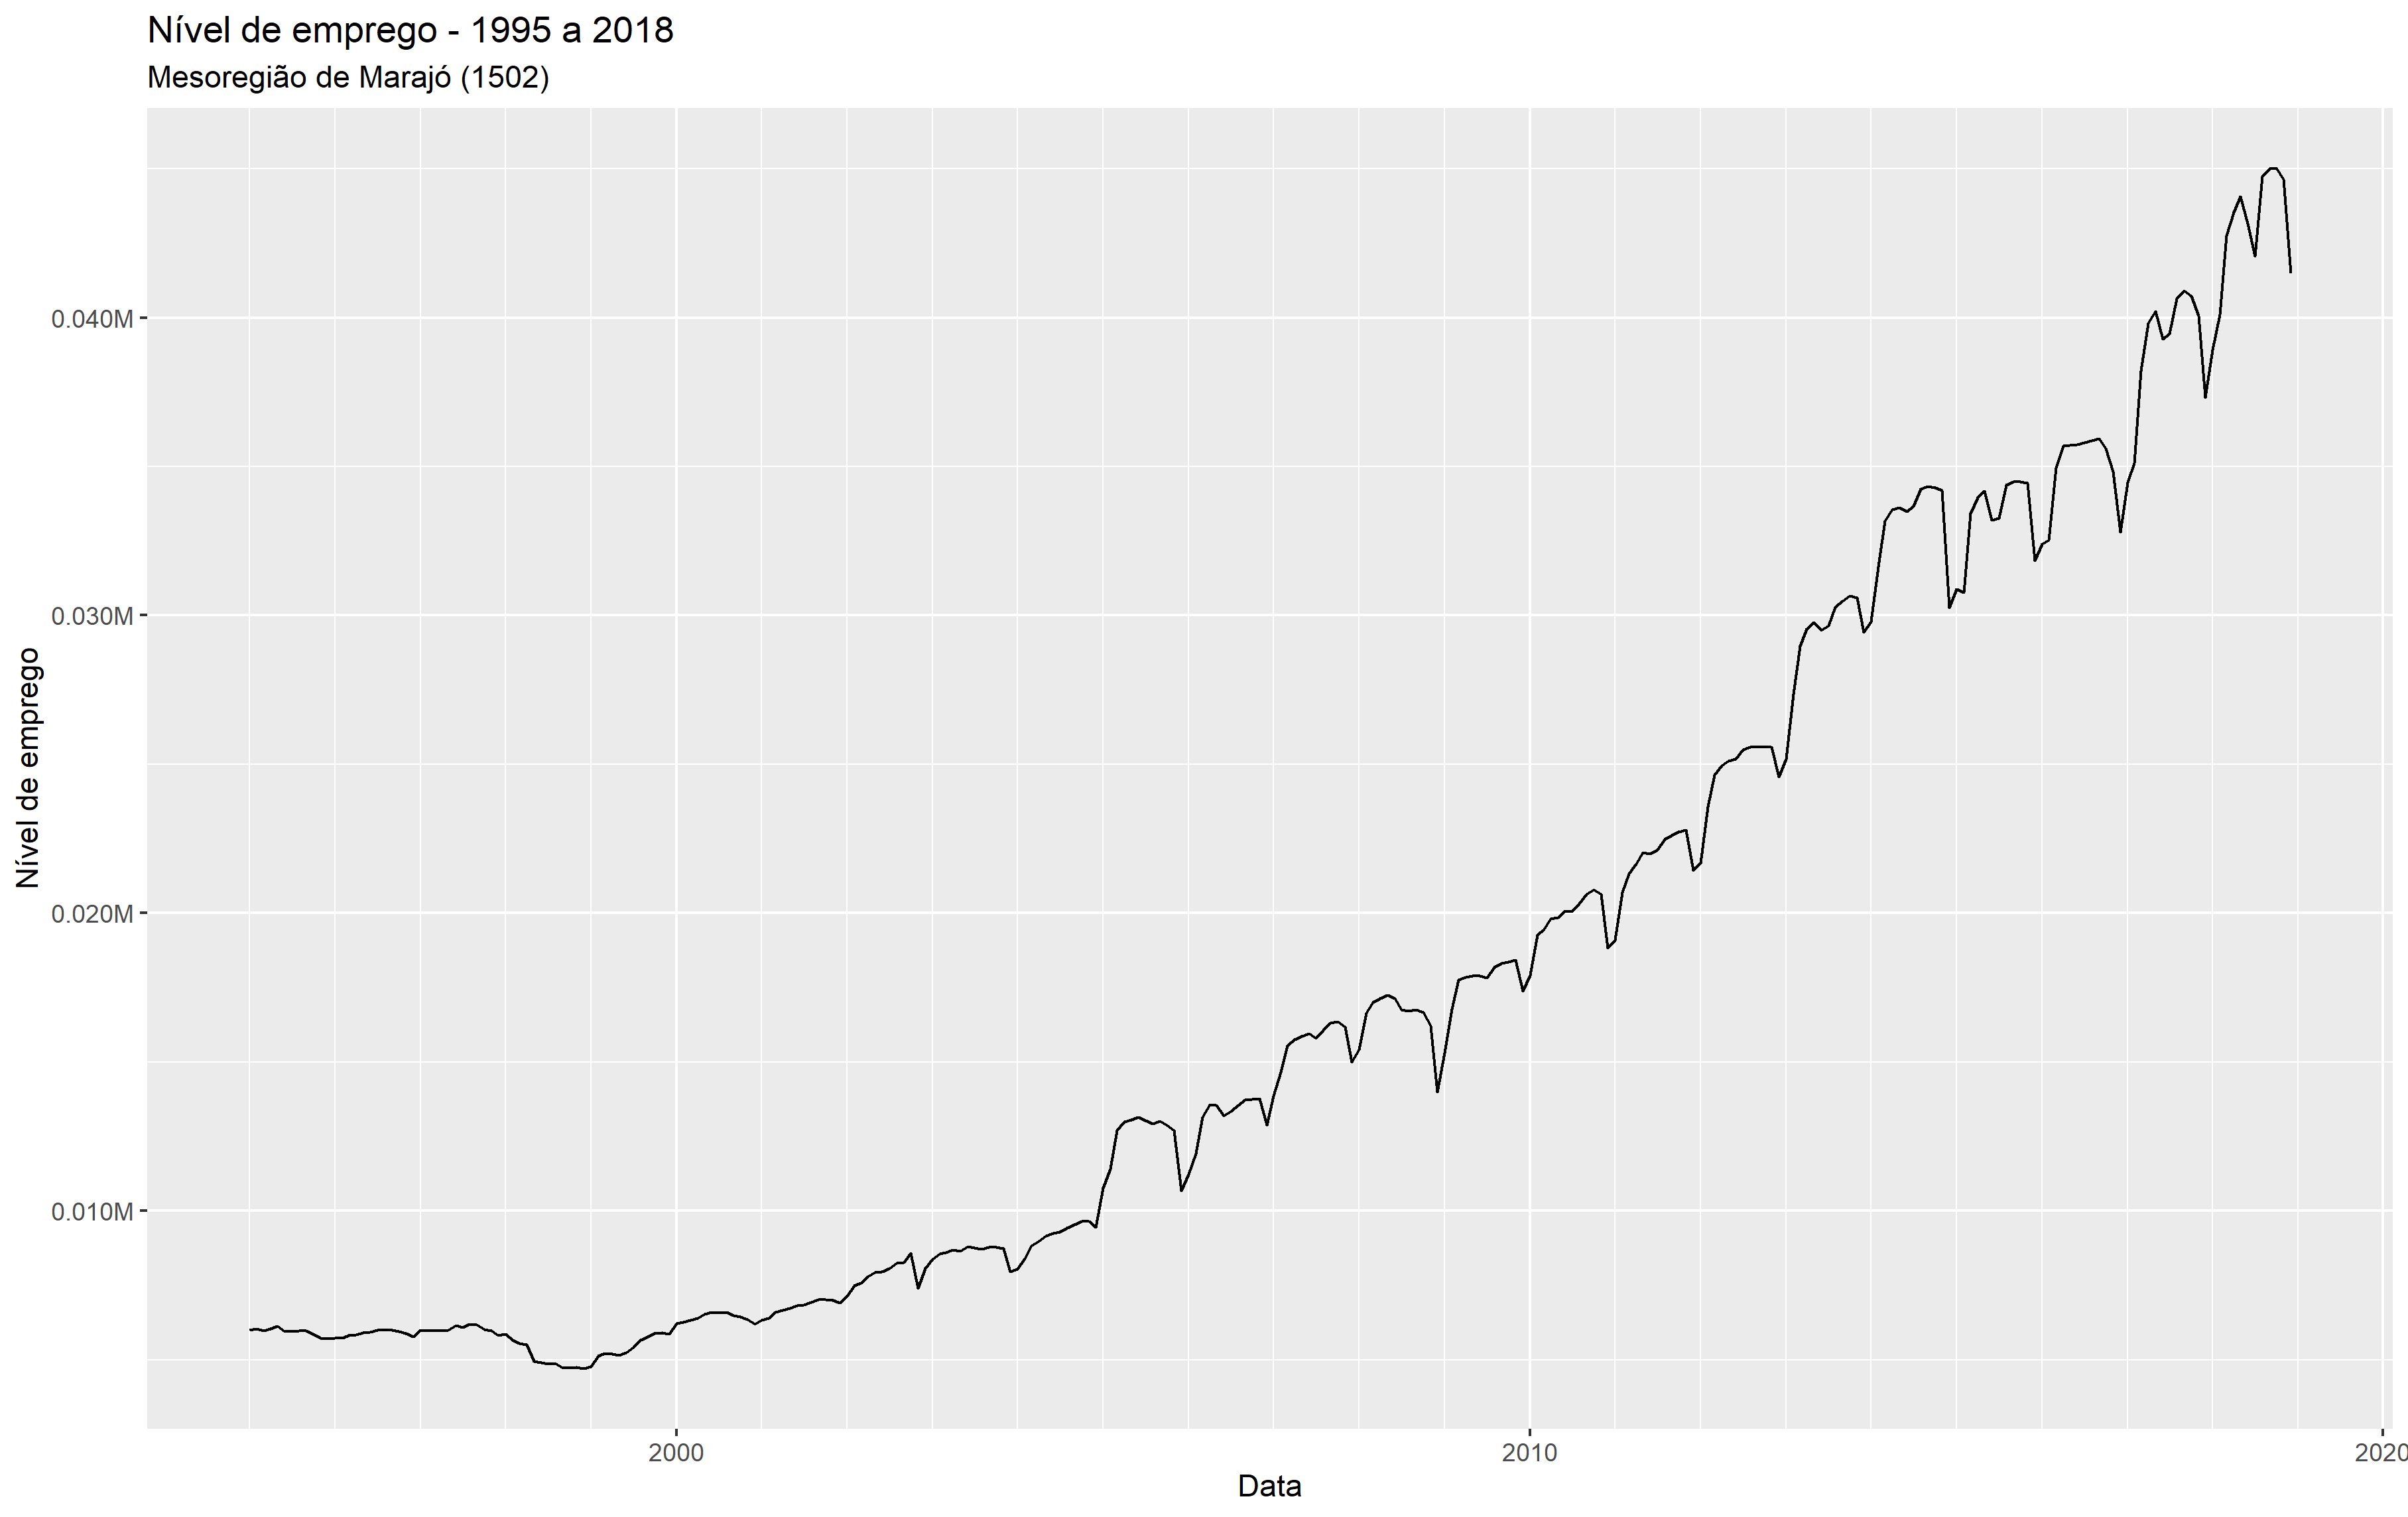 Nível de emprego - 1995 a 2018
Mesoregião de Marajó (1502)
Nível de emprego
0.040M
0.030M
0.020M
0.010M
2000
2010
2020
Data